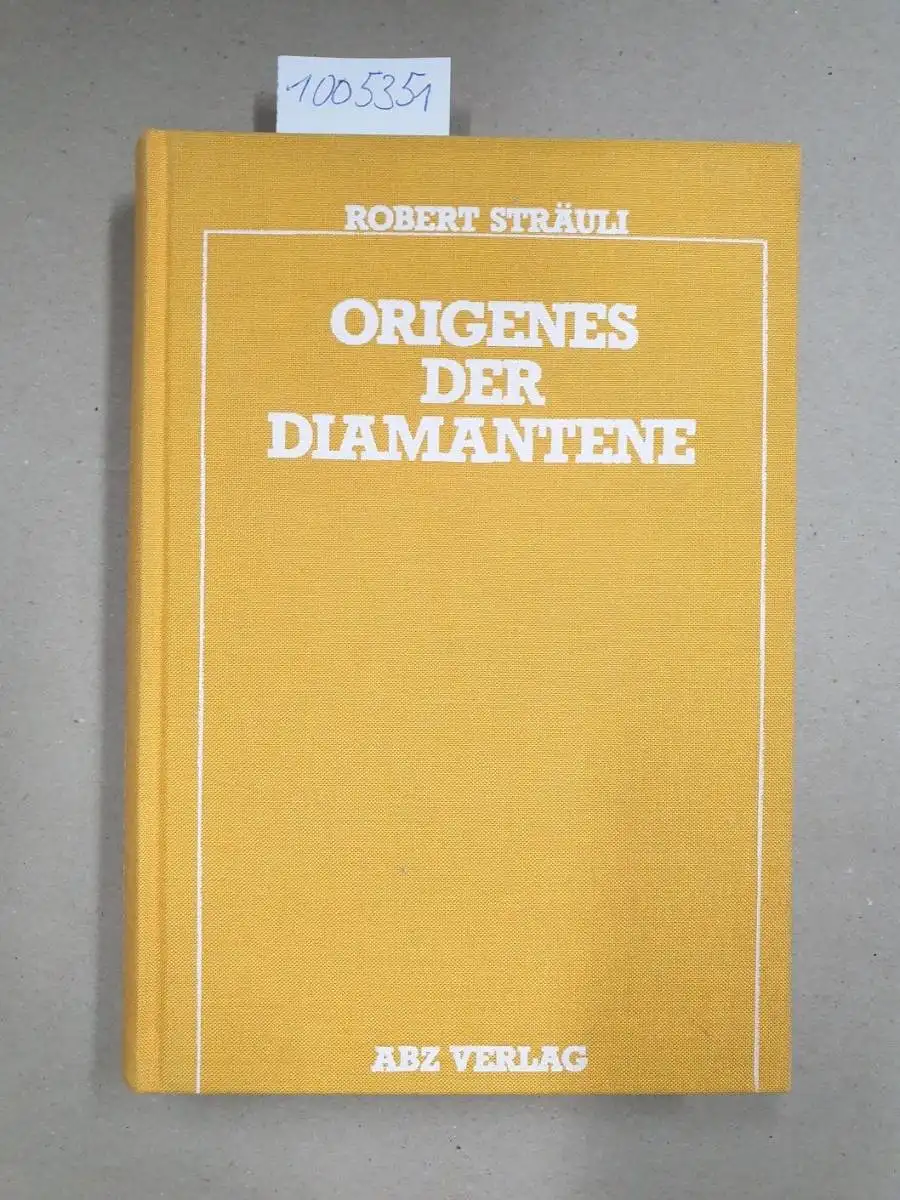 1005351
ROBERT STRÄULI
ORIGENES
DER
DIAMANTENE
ABZ VERLAG